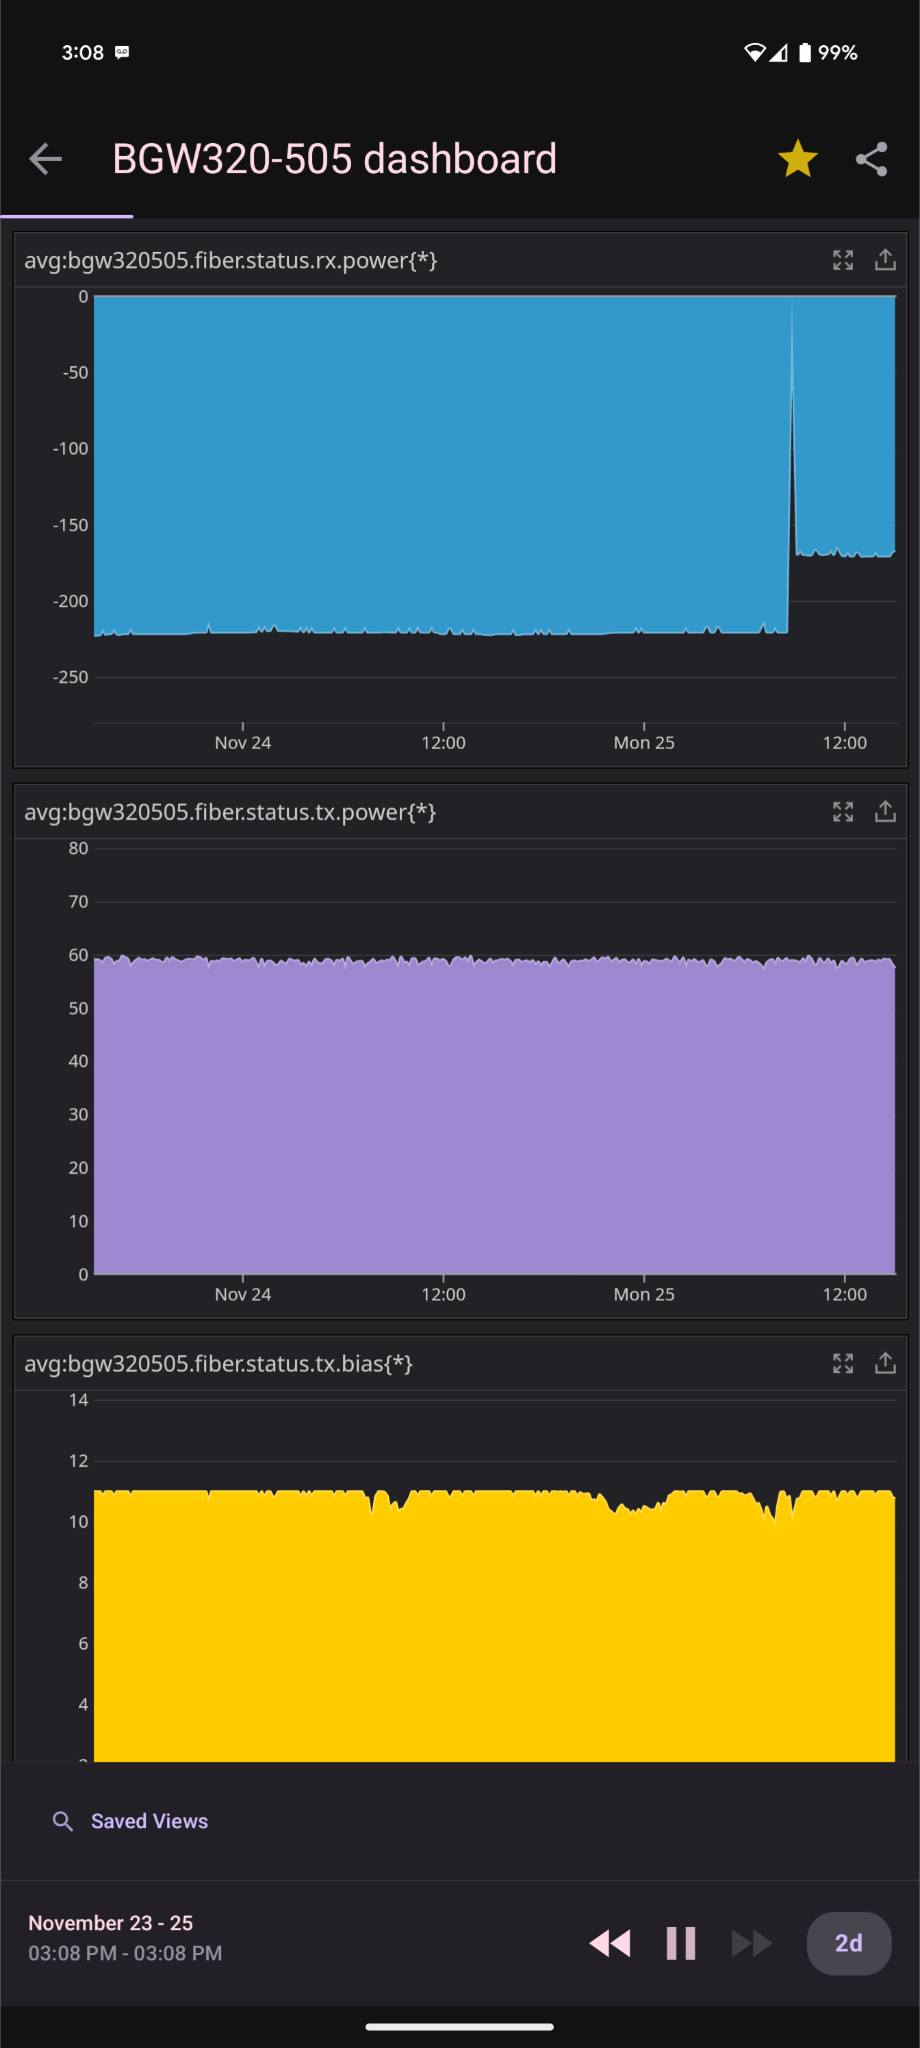 3:08
99%
BGW320-505 dashboard
avg:bgw320505.fiber.status.rx.power{*}
0
-50
-100
-150
-200
-250
Nov 24 12:00 Mon 25 12:00
avg:bgw320505.fiber.status.tx.power{*}
80
70
60
50
40
30
20
10
0
Nov 24 12:00 Mon 25 12:00
avg:bgw320505.fiber.status.tx.bias{*}
14
12
10
8
6
4
Saved Views
November 23 - 25
03:08 PM - 03:08 PM
2d